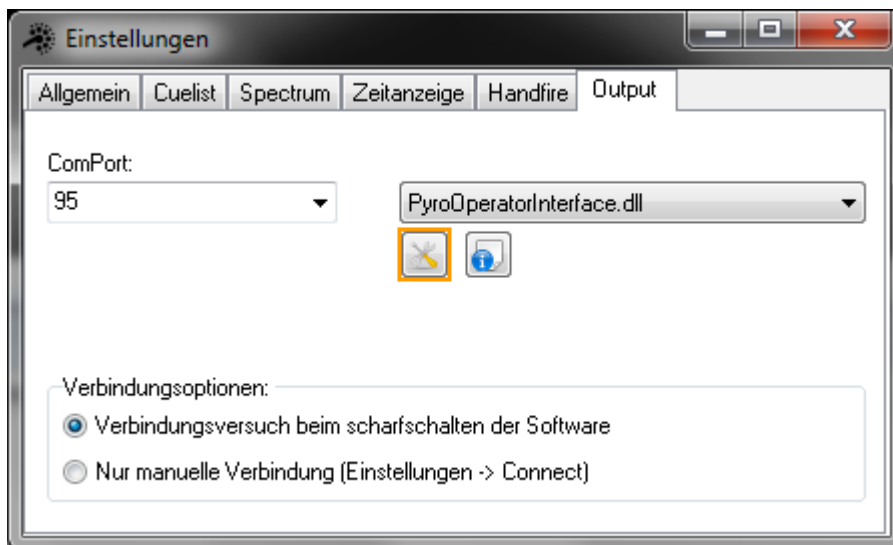 Einstellungen
Allgemein Cuelist Spectrum Zeitanzeige Handfire Output
ComPort:
95 PyroOperatorInterface.dll
Verbindungsoptionen:
Verbindungsversuch beim scharfschalten der Software
Nur manuelle Verbindung (Einstellungen -> Connect)